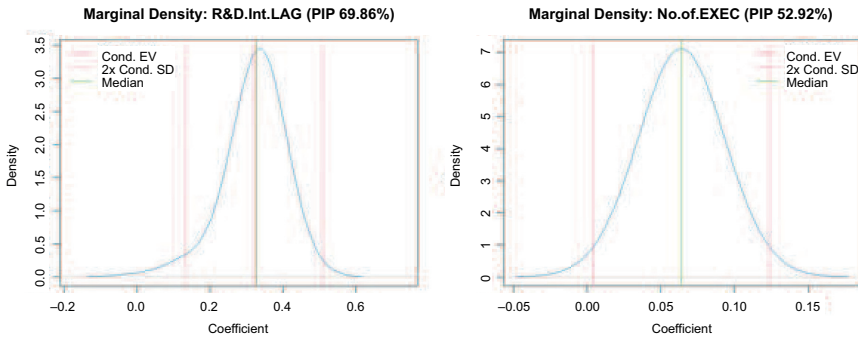 Marginal Density: R&D.Int.LAG (PIP 69.86%)
Cond. EV
2x Cond. SD
Median
Density
3.5
3.0
2.5
2.0
1.5
1.0
0.5
0.0
–0.2
0.0
0.2
0.4
0.6
Coefficient
Marginal Density: No.of.EXEC (PIP 52.92%)
Cond. EV
2x Cond. SD
Median
Density
7
6
5
4
3
2
1
0
–0.05
0.00
0.05
0.10
0.15
Coefficient